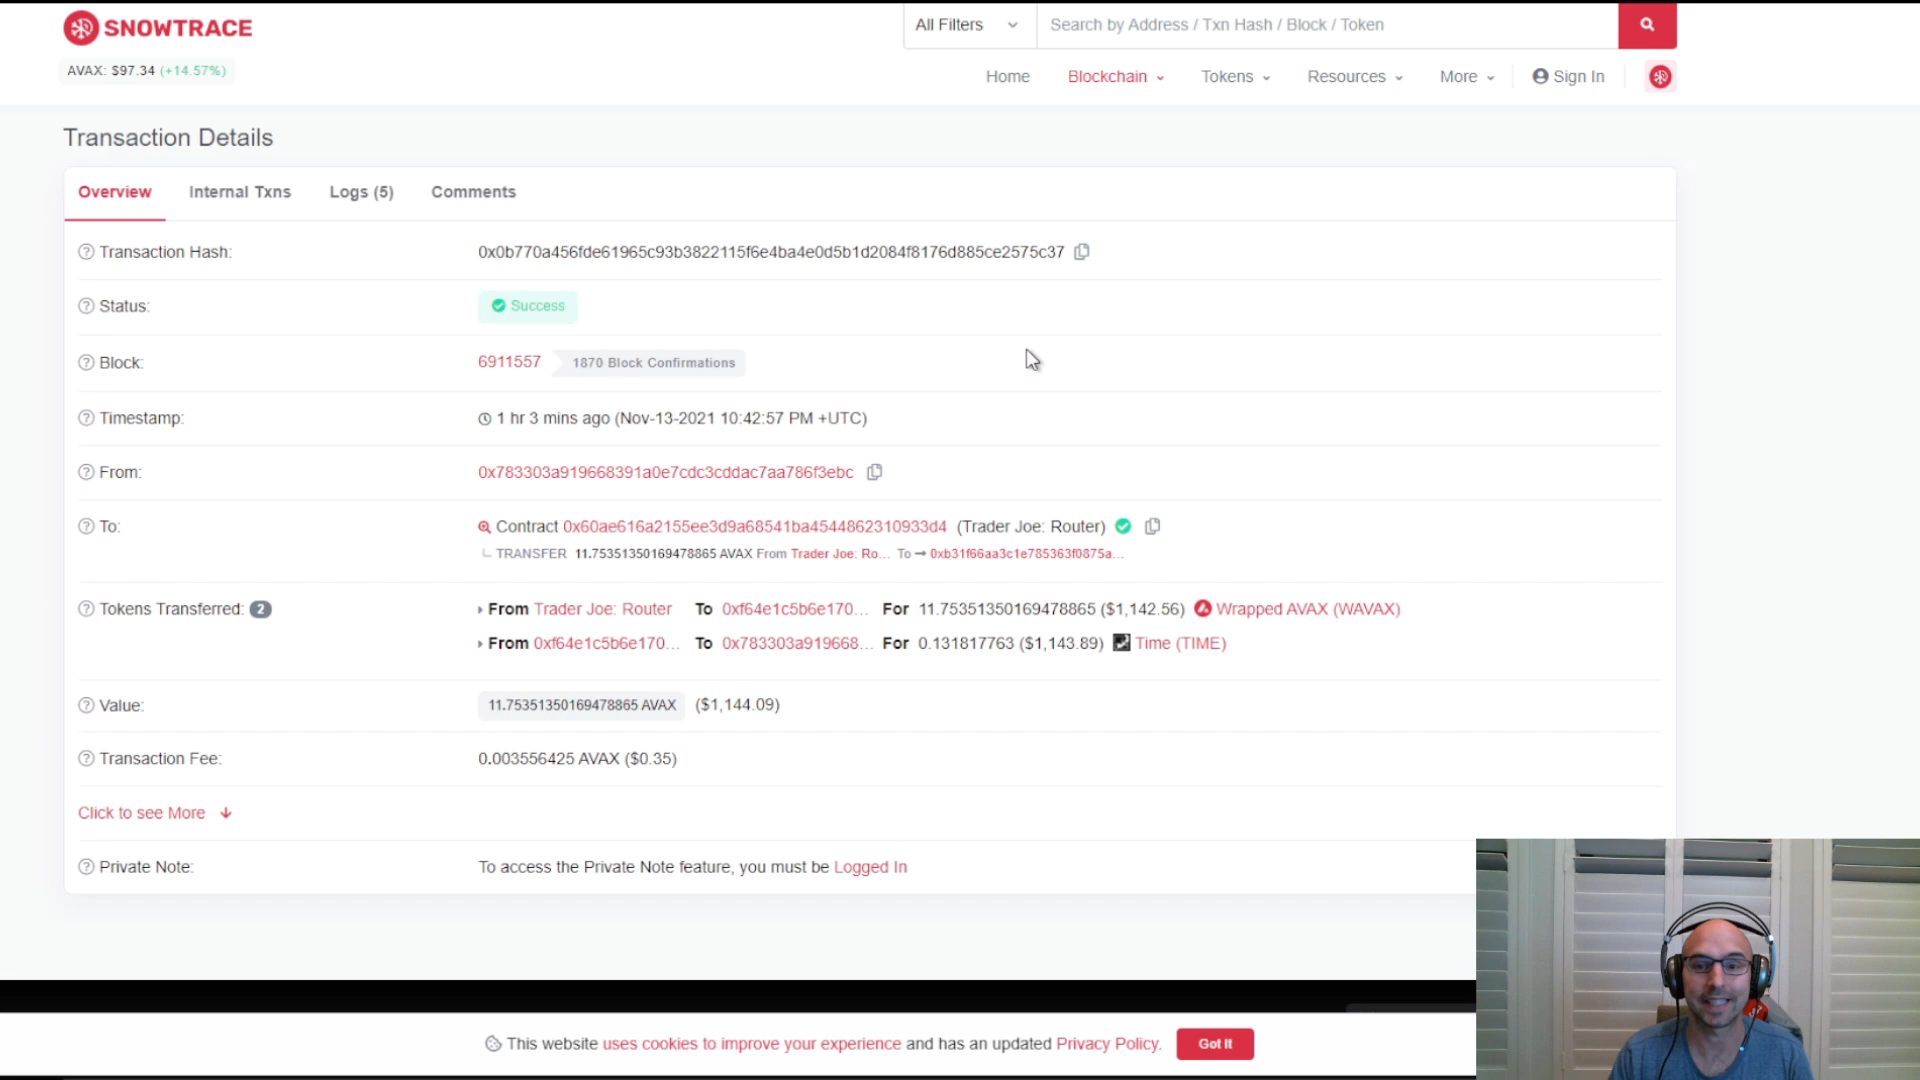 SNOWTRACE
All Filters
Search by Address / Txn Hash / Block / Token
AVAX: $97.34 (+14.57%)
Home Blockchain Tokens Resources More Sign In
Transaction Details
Overview Internal Txns Logs (5) Comments
Transaction Hash: 0x0b770a456fde61965c93b3822115f6e4ba4e0d5b1d2084f8176d885ce2575c37
Status: Success
Block: 6911557 1870 Block Confirmations
Timestamp: 1 hr 3 mins ago (Nov-13-2021 10:42:57 PM +UTC)
From: 0x783303a919668391a0e7cdc3cddac7aa786f3ebc
To: Contract 0x60ae616a2155ee3d9a68541ba4544862310933d4 (Trader Joe: Router)
TRANSFER 11.75351350169478865 AVAX From Trader Joe: Ro... To → 0xb31f66aa3c1e785363f0875a...
Tokens Transferred: 2 From Trader Joe: Router To 0xf64e1c5b6e170... For 11.75351350169478865 ($1,142.56) Wrapped AVAX (WAVAX)
From 0xf64e1c5b6e170... To 0x783303a919668... For 0.131817763 ($1,143.89) Time (TIME)
Value: 11.75351350169478865 AVAX ($1,144.09)
Transaction Fee: 0.003556425 AVAX ($0.35)
Click to see More
Private Note: To access the Private Note feature, you must be Logged In
This website uses cookies to improve your experience and has an updated Privacy Policy. Got It